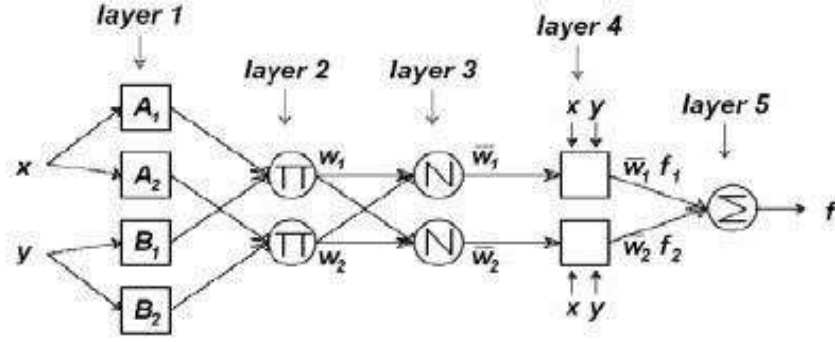 layer 1
layer 2
layer 3
layer 4
layer 5
x y
A₁
A₂
B₁
B₂
x
y
Π
Π
w₁
w₂
N
N
w̅₁
w̅₂
w̅₁ f₁
w̅₂ f₂
Σ
f
x y